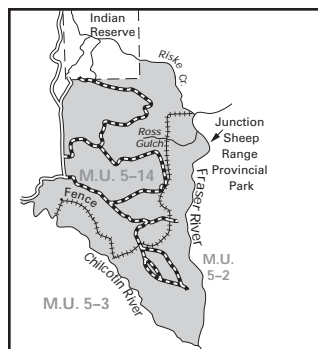 Indian
Reserve
Riske
Cr.
Ross
Gulch
Junction
Sheep
Range
Provincial
Park
M.U. 5-14
Fence
Fraser River
M.U.
5-2
Chilcotin River
M.U. 5-3